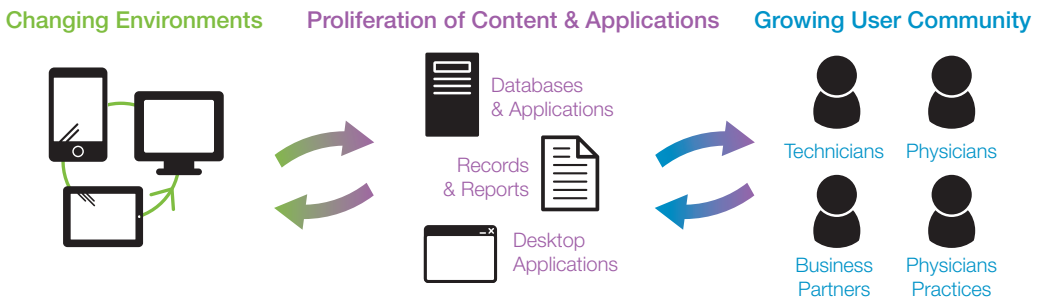 Changing Environments
Proliferation of Content & Applications
Growing User Community
Databases
& Applications
Records
& Reports
Desktop
Applications
Technicians
Physicians
Business
Partners
Physicians
Practices